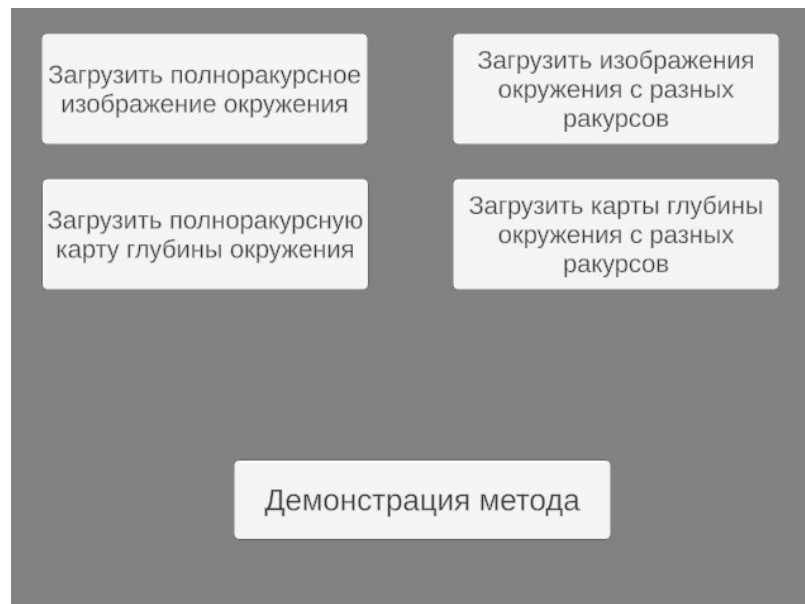 Загрузить полноракурсное
изображение окружения
Загрузить изображения
окружения с разных
ракурсов
Загрузить полноракурсную
карту глубины окружения
Загрузить карты глубины
окружения с разных
ракурсов
Демонстрация метода